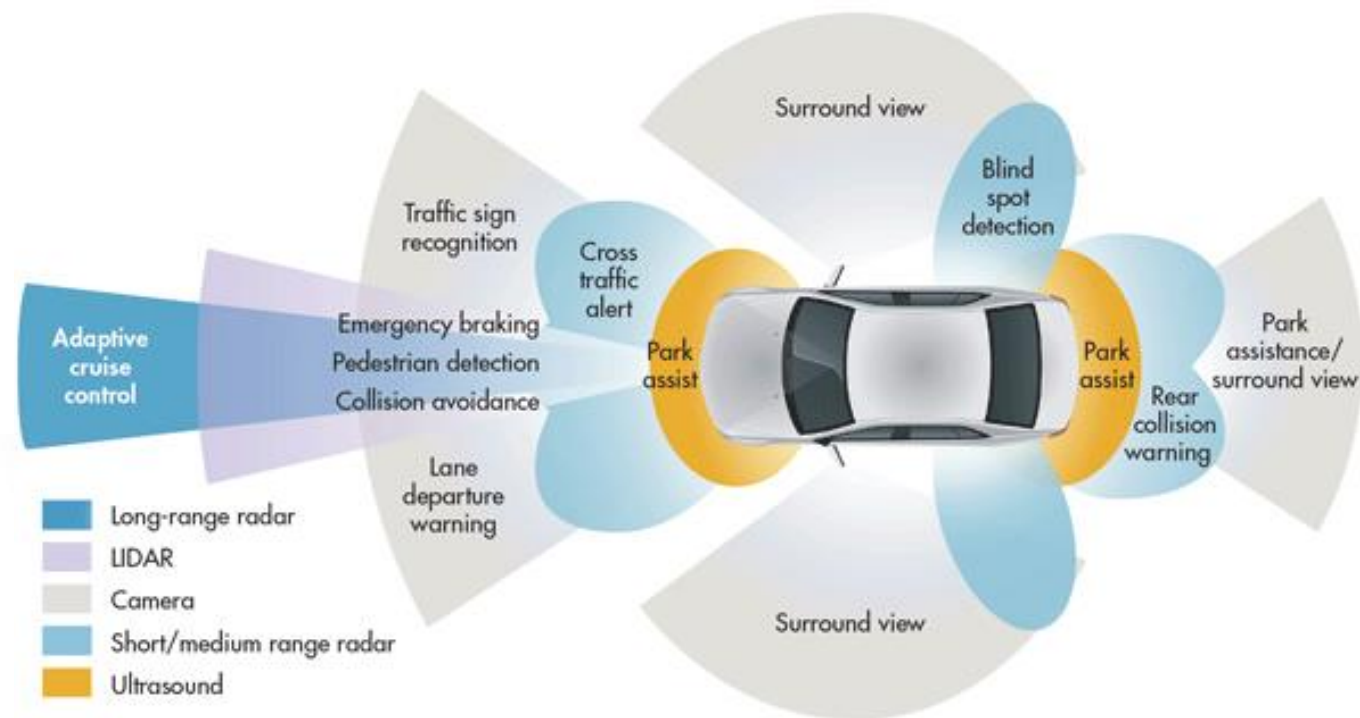 Surround view
Blind
spot
detection
Traffic sign
recognition
Cross
traffic
alert
Emergency braking
Pedestrian detection
Collision avoidance
Adaptive
cruise
control
Park
assist
Park
assist
Park
assistance/
surround view
Rear
collision
warning
Lane
departure
warning
Surround view
Long-range radar
LIDAR
Camera
Short/medium range radar
Ultrasound